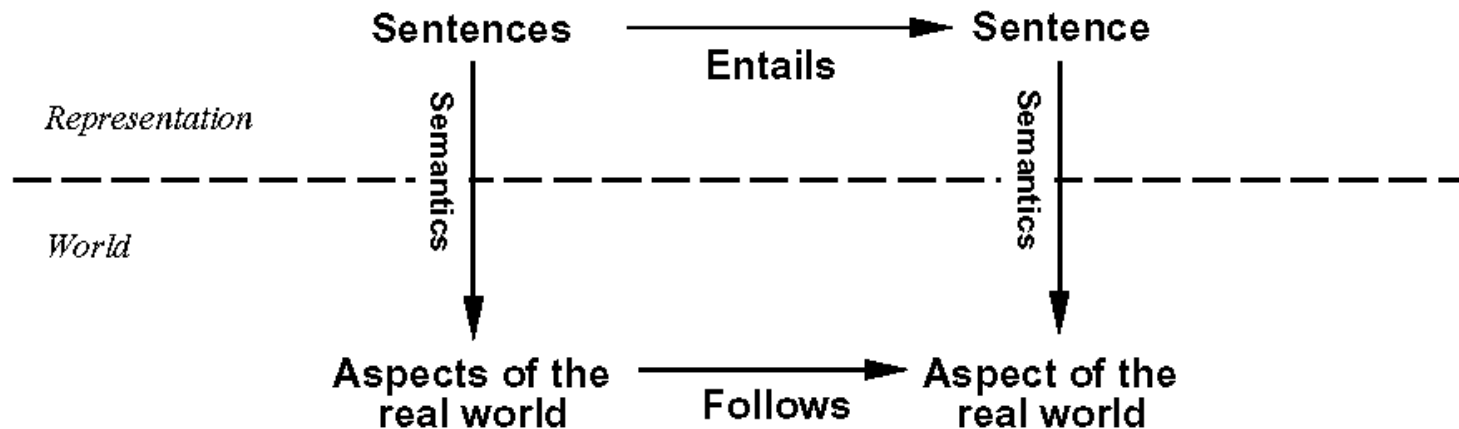 Sentences
Sentence
Entails
Representation
Semantics
Semantics
World
Aspects of the
real world
Follows
Aspect of the
real world